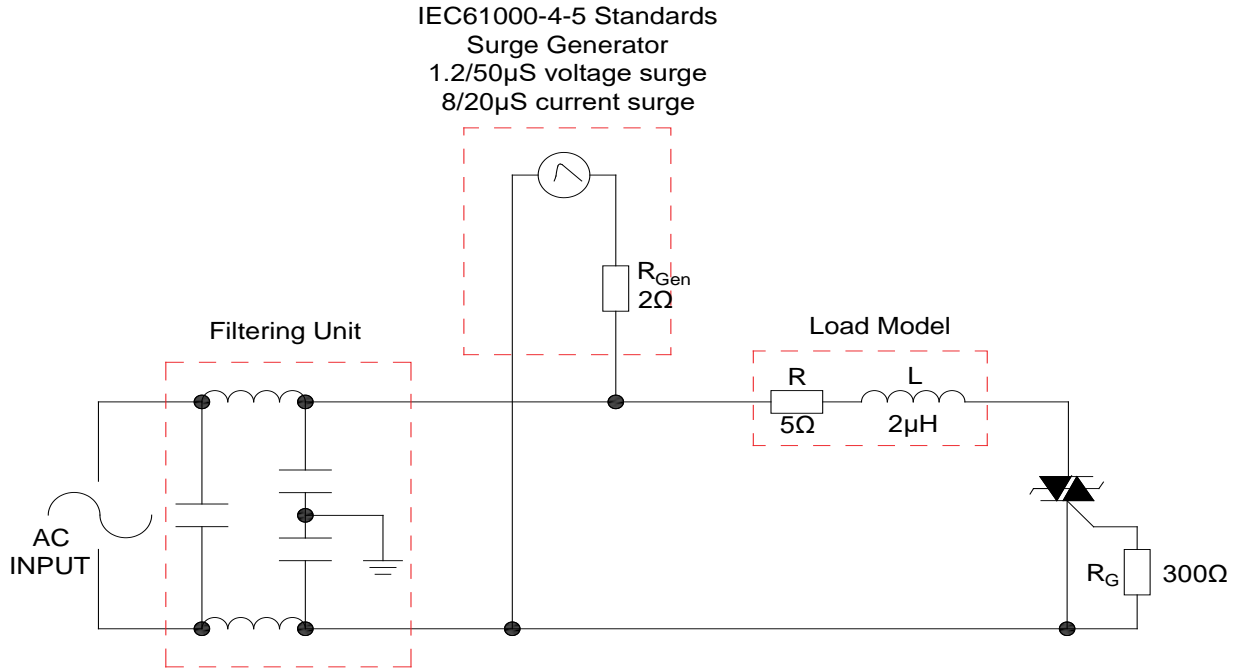 IEC61000-4-5 Standards
Surge Generator
1.2/50µS voltage surge
8/20µS current surge
RGen
2Ω
Filtering Unit
Load Model
R
L
5Ω
2µH
AC
INPUT
RG
300Ω